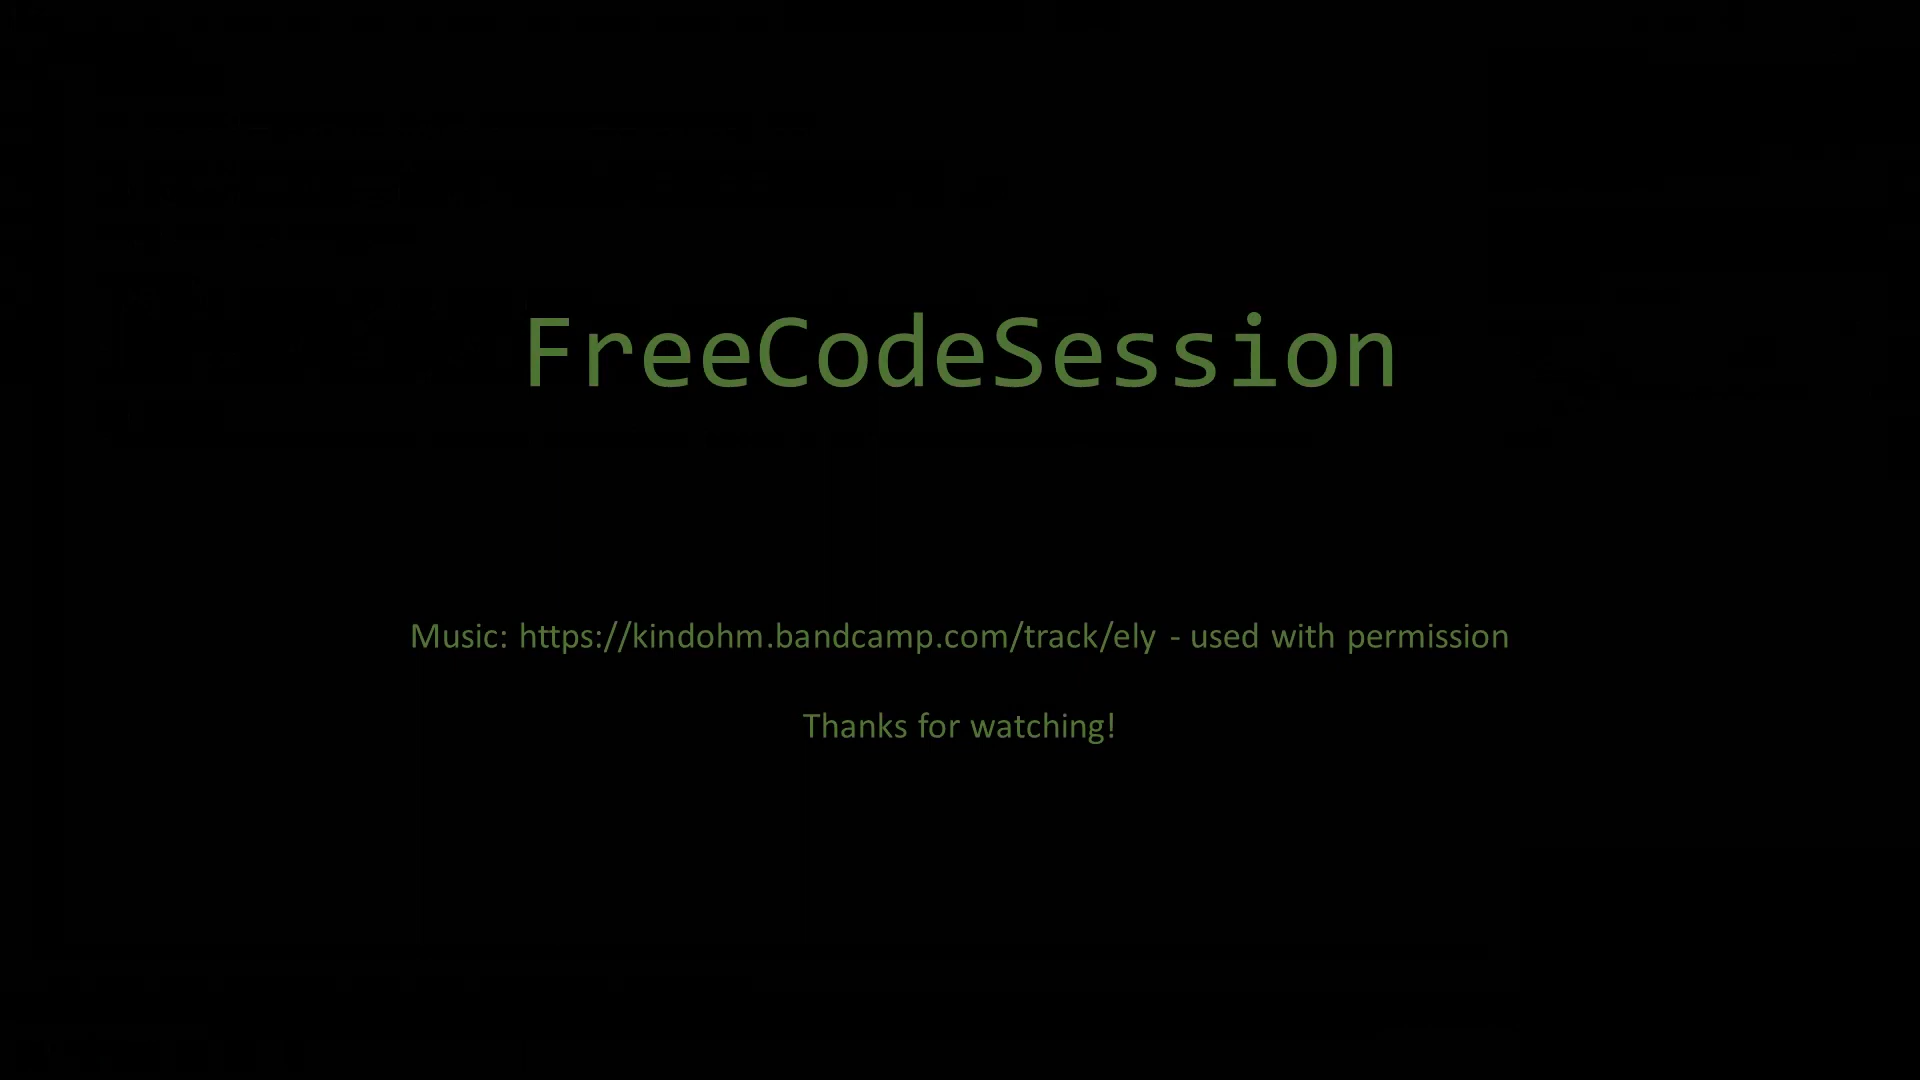 FreeCodeSession
Music: https://kindohm.bandcamp.com/track/ely - used with permission
Thanks for watching!